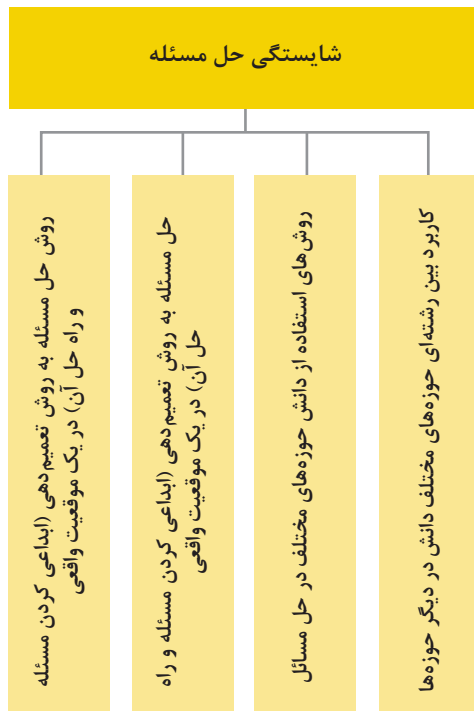 شایستگی حل مسئله
کاربرد بین رشته‌ای حوزه‌های مختلف دانش در دیگر حوزه‌ها
روش‌های استفاده از دانش حوزه‌های مختلف در حل مسائل
حل مسئله به روش تعمیم‌دهی (ابداعی کردن مسئله و راه
حل آن) در یک موقعیت واقعی
روش حل مسئله به روش تعمیم‌دهی (ابداعی کردن مسئله
و راه حل آن) در یک موقعیت واقعی